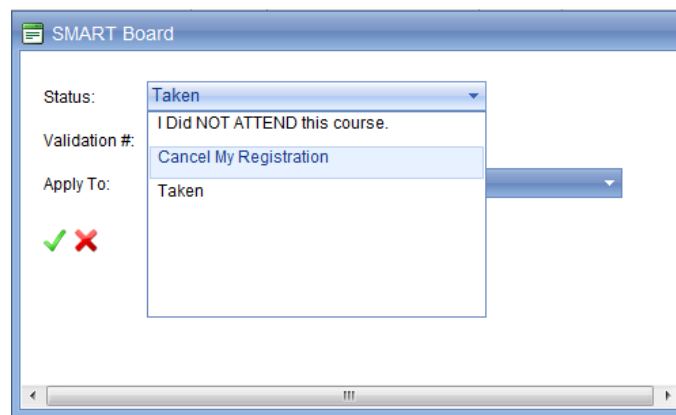 SMART Board
Status:
Taken
I Did NOT ATTEND this course.
Validation #:
Cancel My Registration
Apply To:
Taken